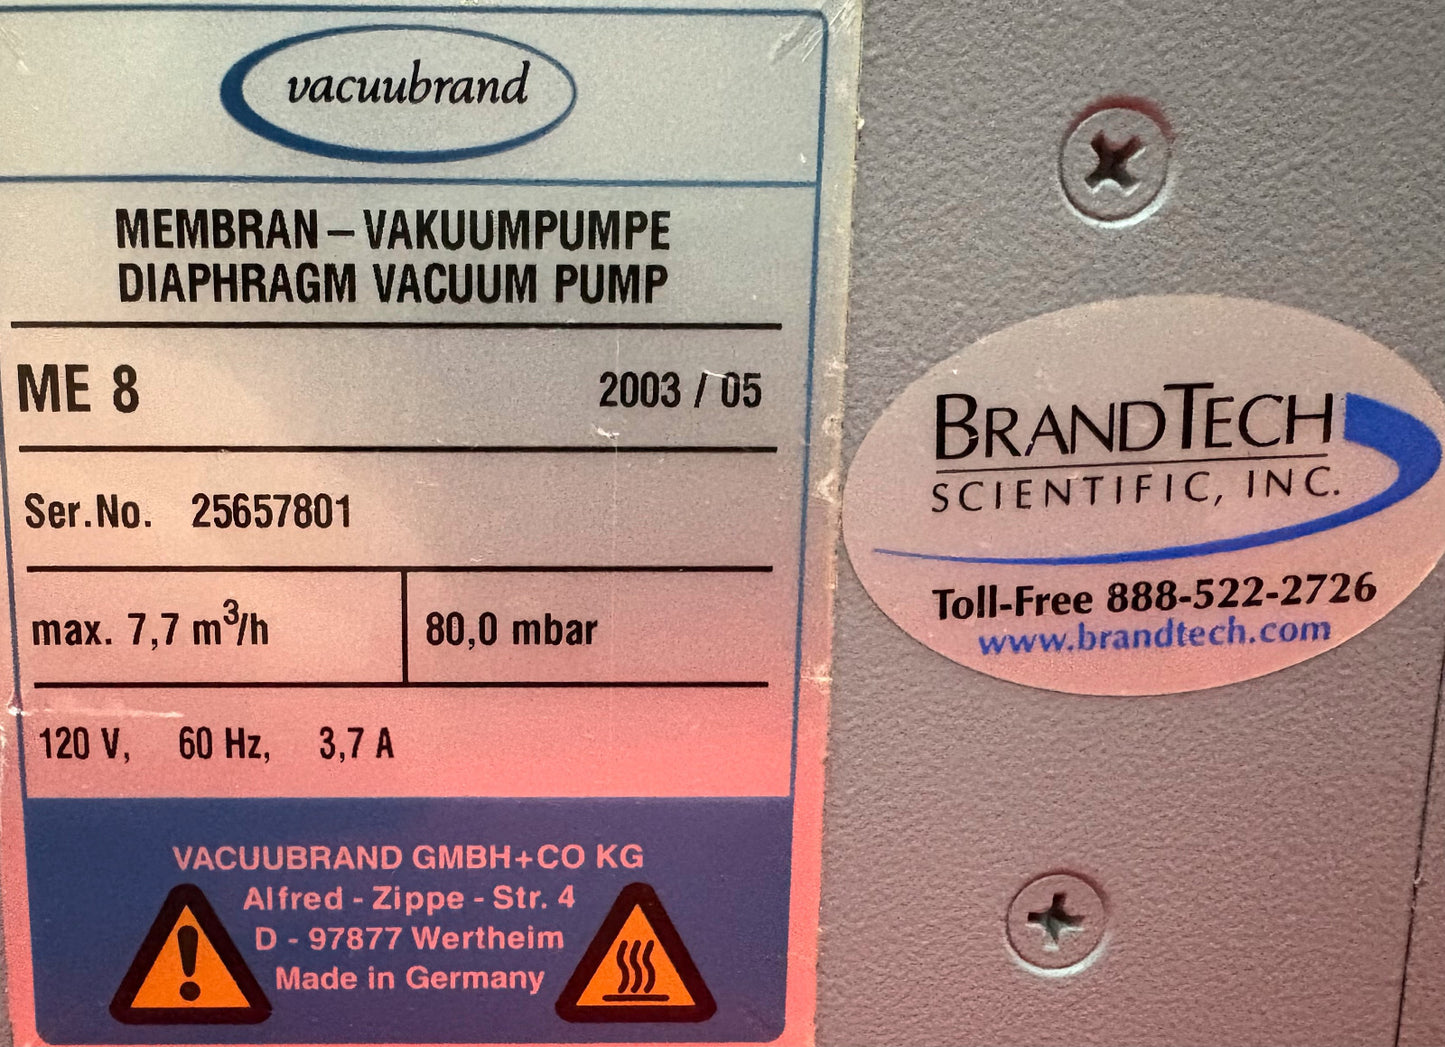 vacuubrand
MEMBRAN – VAKUUMPUMPE
DIAPHRAGM VACUUM PUMP
ME 8 2003 / 05
Ser.No. 25657801
max. 7,7 m³/h 80,0 mbar
120 V, 60 Hz, 3,7 A
VACUUBRAND GMBH+CO KG
Alfred - Zippe - Str. 4
D - 97877 Wertheim
Made in Germany
BRANDTECH
SCIENTIFIC, INC.
Toll-Free 888-522-2726
www.brandtech.com